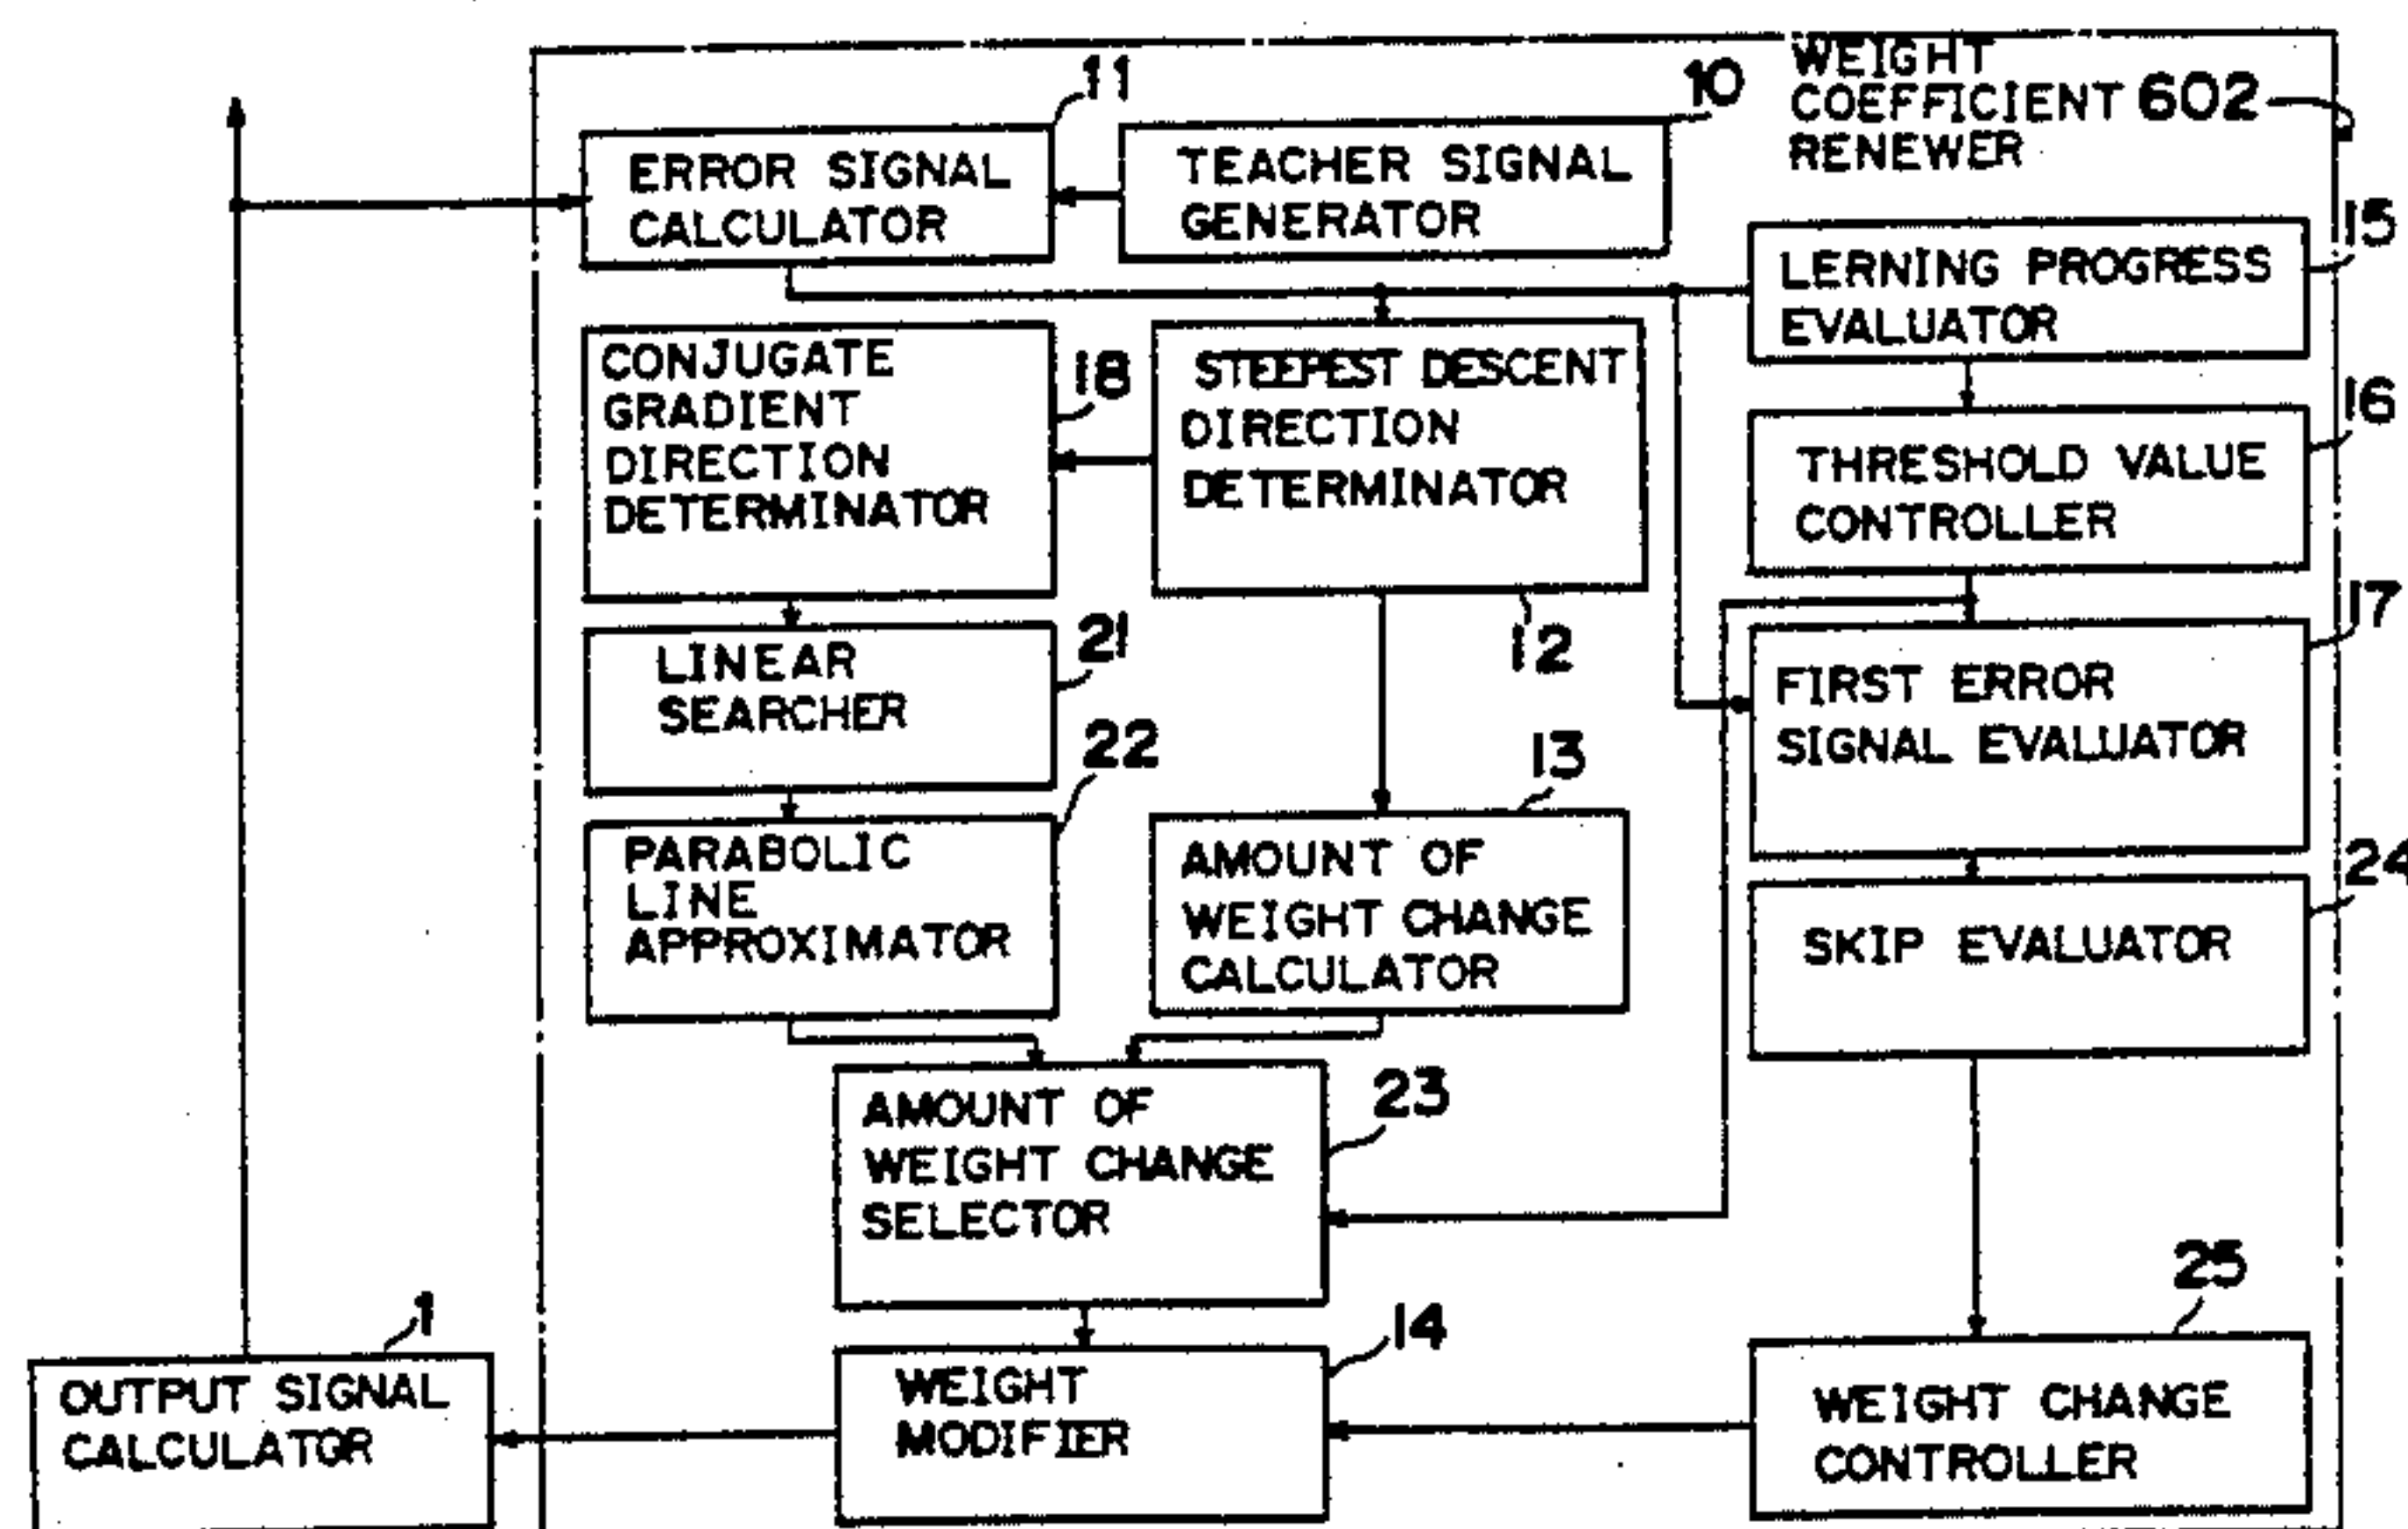 WEIGHT
COEFFICIENT 602
RENEWER
11
10
ERROR SIGNAL
CALCULATOR
TEACHER SIGNAL
GENERATOR
15
LERNING PROGRESS
EVALUATOR
CONJUGATE
GRADIENT
DIRECTION
DETERMINATOR
18
STEEPEST DESCENT
DIRECTION
DETERMINATOR
12
16
THRESHOLD VALUE
CONTROLLER
17
FIRST ERROR
SIGNAL EVALUATOR
LINEAR
SEARCHER
21
22
PARABOLIC
LINE
APPROXIMATOR
13
AMOUNT OF
WEIGHT CHANGE
CALCULATOR
24
SKIP EVALUATOR
AMOUNT OF
WEIGHT CHANGE
SELECTOR
23
25
1
OUTPUT SIGNAL
CALCULATOR
WEIGHT
MODIFIER
14
WEIGHT CHANGE
CONTROLLER